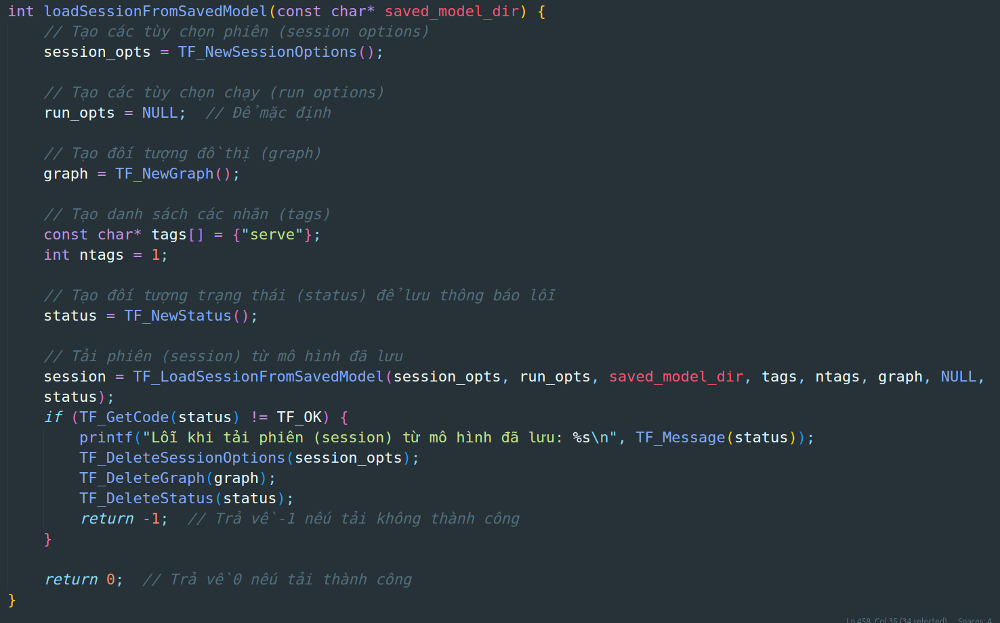 int loadSessionFromSavedModel(const char* saved_model_dir) {
    // Tạo các tùy chọn phiên (session options)
    session_opts = TF_NewSessionOptions();

    // Tạo các tùy chọn chạy (run options)
    run_opts = NULL;  // Để mặc định

    // Tạo đối tượng đồ thị (graph)
    graph = TF_NewGraph();

    // Tạo danh sách các nhãn (tags)
    const char* tags[] = {"serve"};
    int ntags = 1;

    // Tạo đối tượng trạng thái (status) để lưu thông báo lỗi
    status = TF_NewStatus();

    // Tải phiên (session) từ mô hình đã lưu
    session = TF_LoadSessionFromSavedModel(session_opts, run_opts, saved_model_dir, tags, ntags, graph, NULL,
    status);
    if (TF_GetCode(status) != TF_OK) {
        printf("Lỗi khi tải phiên (session) từ mô hình đã lưu: %s\n", TF_Message(status));
        TF_DeleteSessionOptions(session_opts);
        TF_DeleteGraph(graph);
        TF_DeleteStatus(status);
        return -1;  // Trả về -1 nếu tải không thành công
    }

    return 0;  // Trả về 0 nếu tải thành công
}
Ln 458, Col 35 (34 selected) Spaces: 4